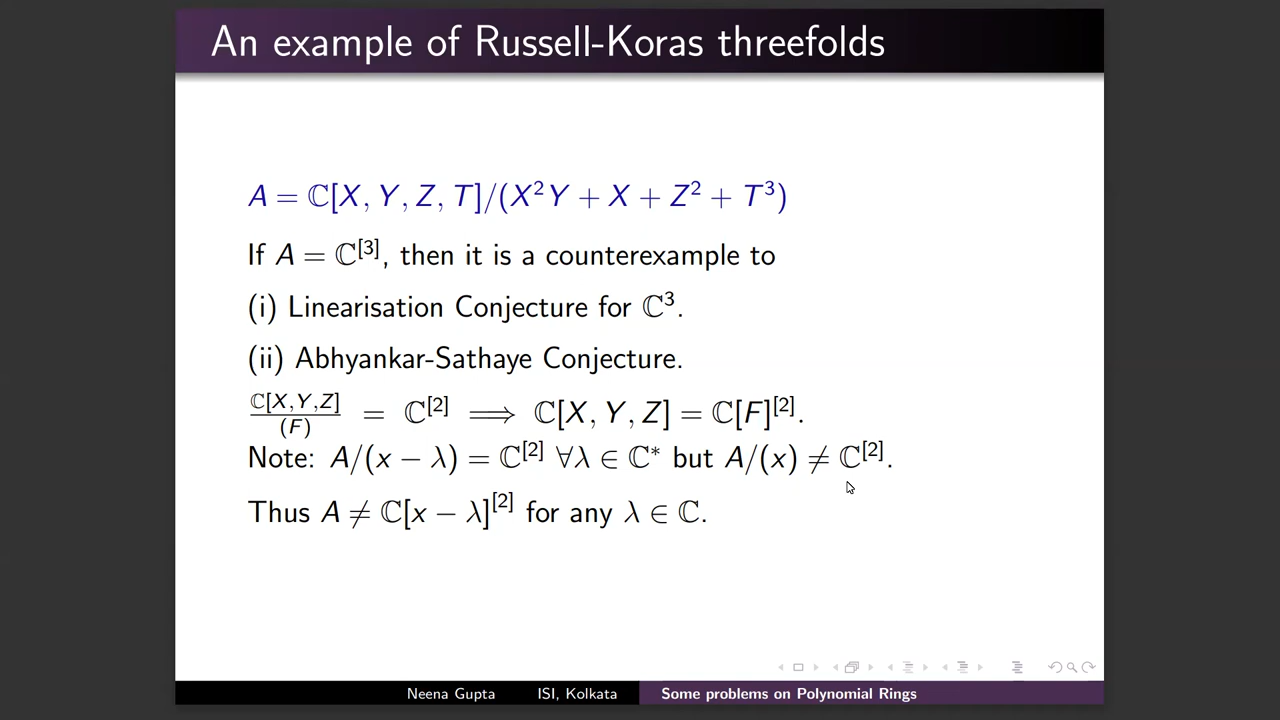 An example of Russell-Koras threefolds
A = ℂ[X, Y, Z, T]/(X²Y + X + Z² + T³)
If A = ℂ^[3], then it is a counterexample to
(i) Linearisation Conjecture for ℂ³.
(ii) Abhyankar-Sathaye Conjecture.
ℂ[X,Y,Z]/(F) = ℂ^[2] ⟹ ℂ[X, Y, Z] = ℂ[F]^[2].
Note: A/(x − λ) = ℂ^[2] ∀λ ∈ ℂ* but A/(x) ≠ ℂ^[2].
Thus A ≠ ℂ[x − λ]^[2] for any λ ∈ ℂ.
Neena Gupta ISI, Kolkata Some problems on Polynomial Rings